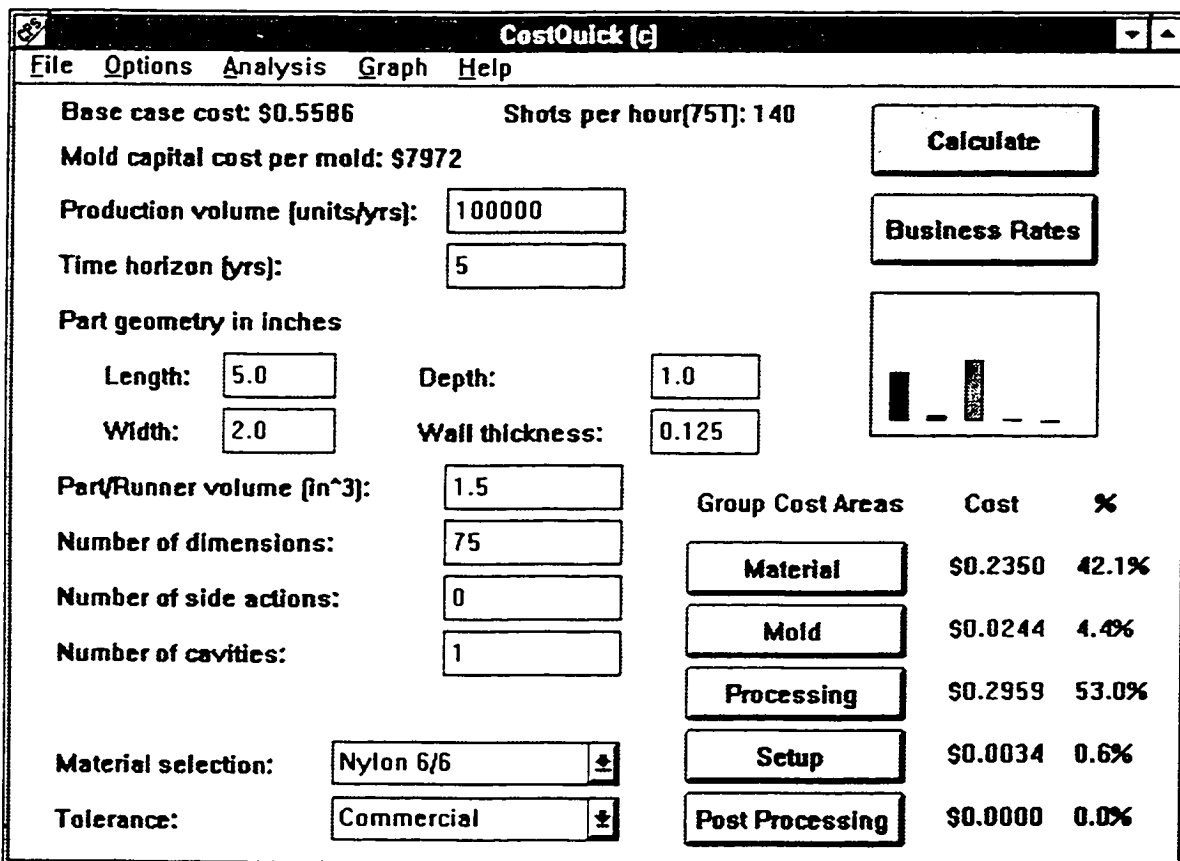 CPS
CostQuick (c)
File Options Analysis Graph Help
Base case cost: $0.5586
Shots per hour(75T): 140
Mold capital cost per mold: $7972
Calculate
Production volume (units/yrs): 100000
Business Rates
Time horizon (yrs): 5
Part geometry in inches
Length: 5.0 Depth: 1.0
Width: 2.0 Wall thickness: 0.125
Part/Runner volume (in^3): 1.5
Number of dimensions: 75
Number of side actions: 0
Number of cavities: 1
Material selection: Nylon 6/6
Tolerance: Commercial
Group Cost Areas Cost %
Material $0.2350 42.1%
Mold $0.0244 4.4%
Processing $0.2959 53.0%
Setup $0.0034 0.6%
Post Processing $0.0000 0.0%